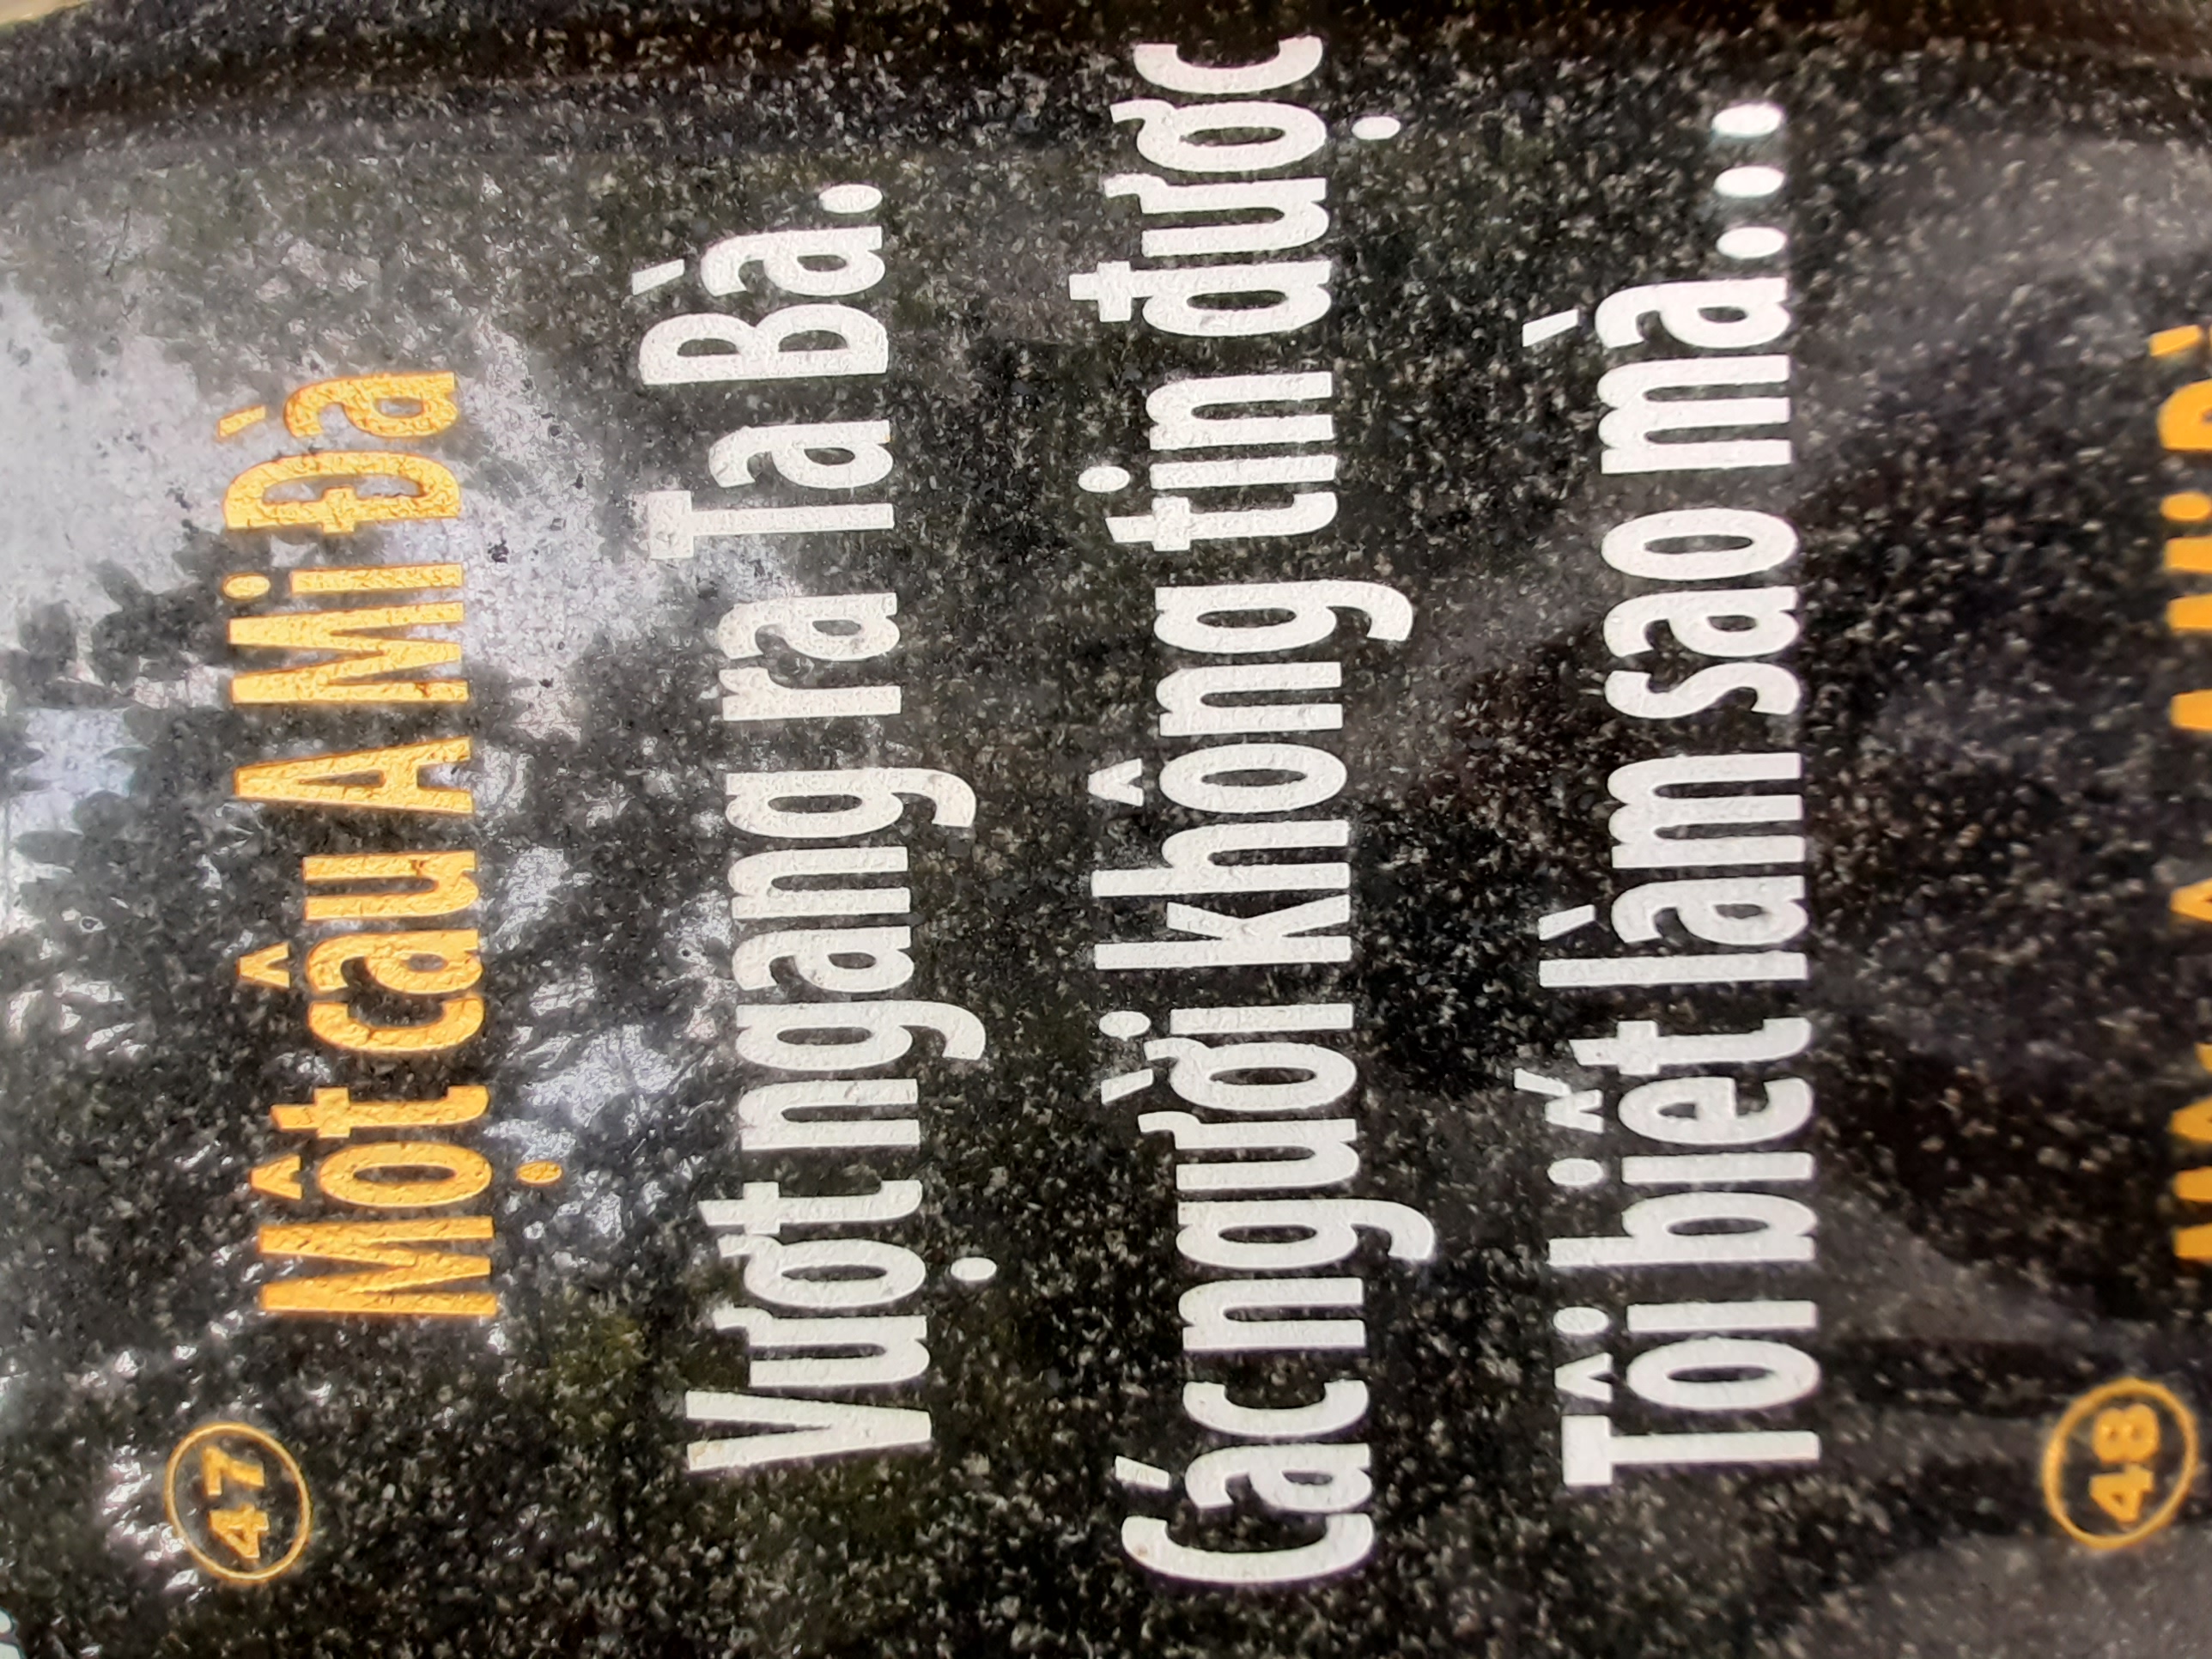 47 Một câu A Mi Đà
Vượt ngang ra Ta Bà.
Các người không tin được
Tôi biết làm sao mà...
48